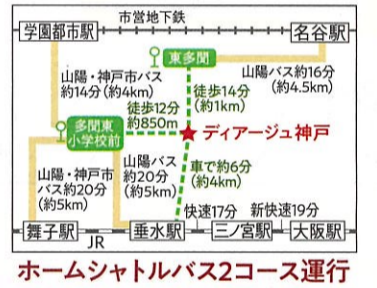 市営地下鉄
学園都市駅
名谷駅
東多聞
山陽・神戸市バス
約14分(約4km)
山陽バス約16分
(約4.5km)
徒歩14分
(約1km)
徒歩12分
約850m
多聞東
小学校前
ディアージュ神戸
山陽・神戸市
バス約20分
(約5km)
山陽バス
約20分
(約5km)
車で約6分
(約4km)
快速17分
新快速19分
舞子駅
JR
垂水駅
三ノ宮駅
大阪駅
ホームシャトルバス2コース運行